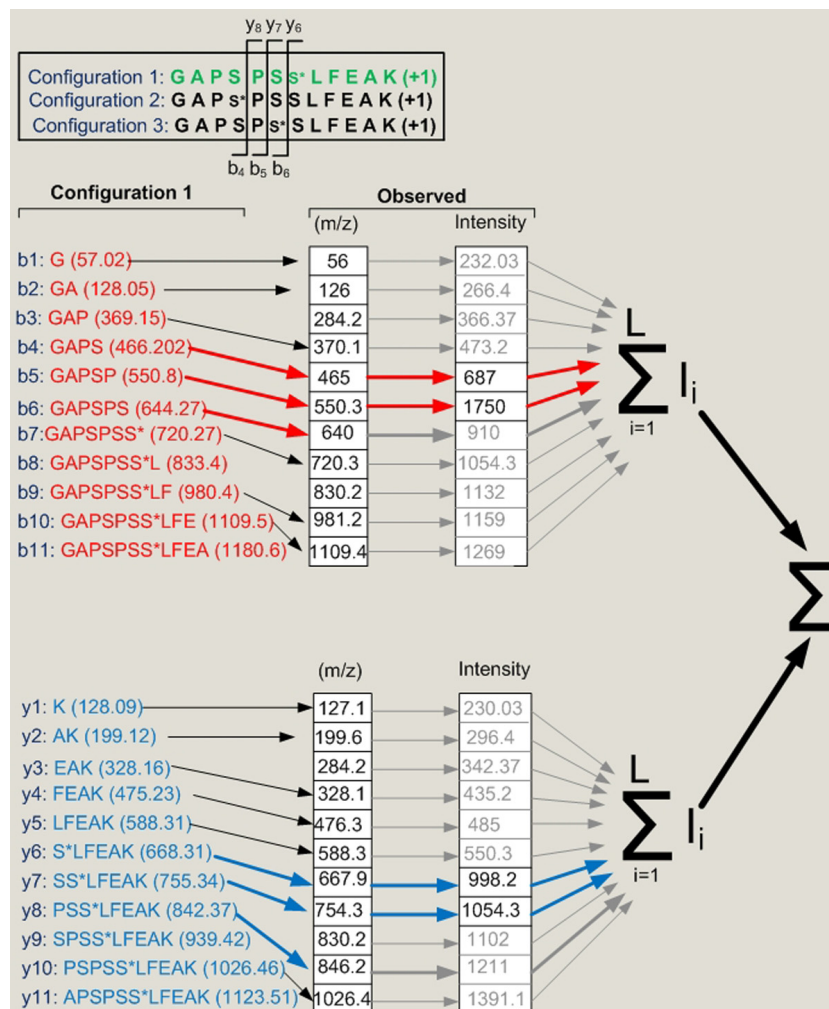 y8 y7 y6
Configuration 1: G A P S P S S* L F E A K (+1)
Configuration 2: G A P S* P S S L F E A K (+1)
Configuration 3: G A P S P S* S L F E A K (+1)
b4 b5 b6
Configuration 1
Observed
(m/z) Intensity
b1: G (57.02) 56 232.03
b2: GA (128.05) 126 266.4
b3: GAP (369.15) 284.2 366.37
b4: GAPS (466.202) 370.1 473.2
b5: GAPSP (550.8) 465 687
b6: GAPSPS (644.27) 550.3 1750
b7:GAPSPSS* (720.27) 640 910
b8: GAPSPSS*L (833.4) 720.3 1054.3
b9: GAPSPSS*LF (980.4) 830.2 1132
b10: GAPSPSS*LFE (1109.5) 981.2 1159
b11: GAPSPSS*LFEA (1180.6) 1109.4 1269
L
∑ Ii
i=1
∑
(m/z) Intensity
y1: K (128.09) 127.1 230.03
y2: AK (199.12) 199.6 296.4
y3: EAK (328.16) 284.2 342.37
y4: FEAK (475.23) 328.1 435.2
y5: LFEAK (588.31) 476.3 485
y6: S*LFEAK (668.31) 588.3 550.3
y7: SS*LFEAK (755.34) 667.9 998.2
y8: PSS*LFEAK (842.37) 754.3 1054.3
y9: SPSS*LFEAK (939.42) 830.2 1102
y10: PSPSS*LFEAK (1026.46) 846.2 1211
y11: APSPSS*LFEAK (1123.51) 1026.4 1391.1
L
∑ Ii
i=1